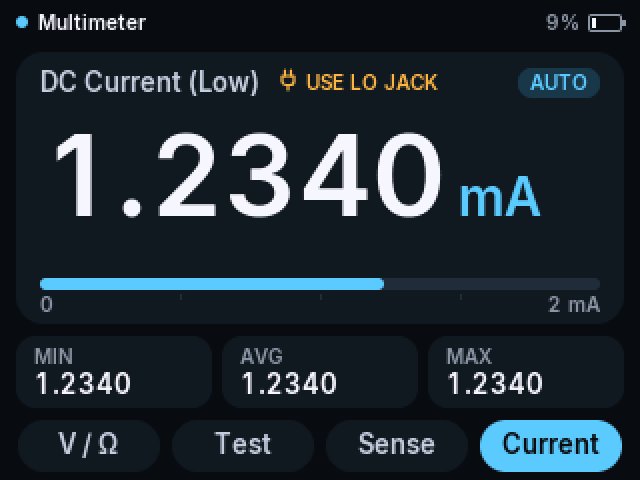 Multimeter 9%
DC Current (Low) USE LO JACK AUTO
1.2340 mA
0 2 mA
MIN AVG MAX
1.2340 1.2340 1.2340
V / Ω Test Sense Current